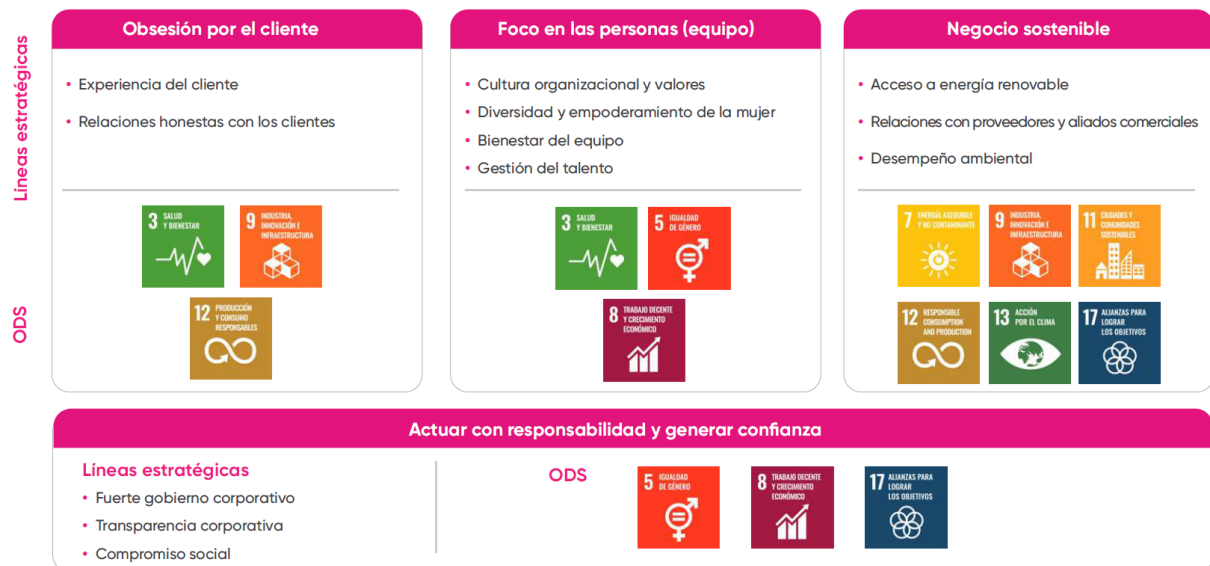 Líneas estratégicas
Obsesión por el cliente
• Experiencia del cliente
• Relaciones honestas con los clientes
Foco en las personas (equipo)
• Cultura organizacional y valores
• Diversidad y empoderamiento de la mujer
• Bienestar del equipo
• Gestión del talento
Negocio sostenible
• Acceso a energía renovable
• Relaciones con proveedores y aliados comerciales
• Desempeño ambiental
ODS
3 SALUD
Y BIENESTAR
9 INDUSTRIA,
INNOVACIÓN E
INFRAESTRUCTURA
12 PRODUCCIÓN
Y CONSUMO
RESPONSABLES
3 SALUD
Y BIENESTAR
5 IGUALDAD
DE GÉNERO
8 TRABAJO DECENTE
Y CRECIMIENTO
ECONÓMICO
7 ENERGÍA ASEQUIBLE
Y NO CONTAMINANTE
9 INDUSTRIA,
INNOVACIÓN E
INFRAESTRUCTURA
11 CIUDADES Y
COMUNIDADES
SOSTENIBLES
12 RESPONSIBLE
CONSUMPTION
AND PRODUCTION
13 ACCIÓN
POR EL CLIMA
17 ALIANZAS PARA
LOGRAR
LOS OBJETIVOS
Actuar con responsabilidad y generar confianza
Líneas estratégicas
• Fuerte gobierno corporativo
• Transparencia corporativa
• Compromiso social
ODS
5 IGUALDAD
DE GÉNERO
8 TRABAJO DECENTE
Y CRECIMIENTO
ECONÓMICO
17 ALIANZAS PARA
LOGRAR
LOS OBJETIVOS